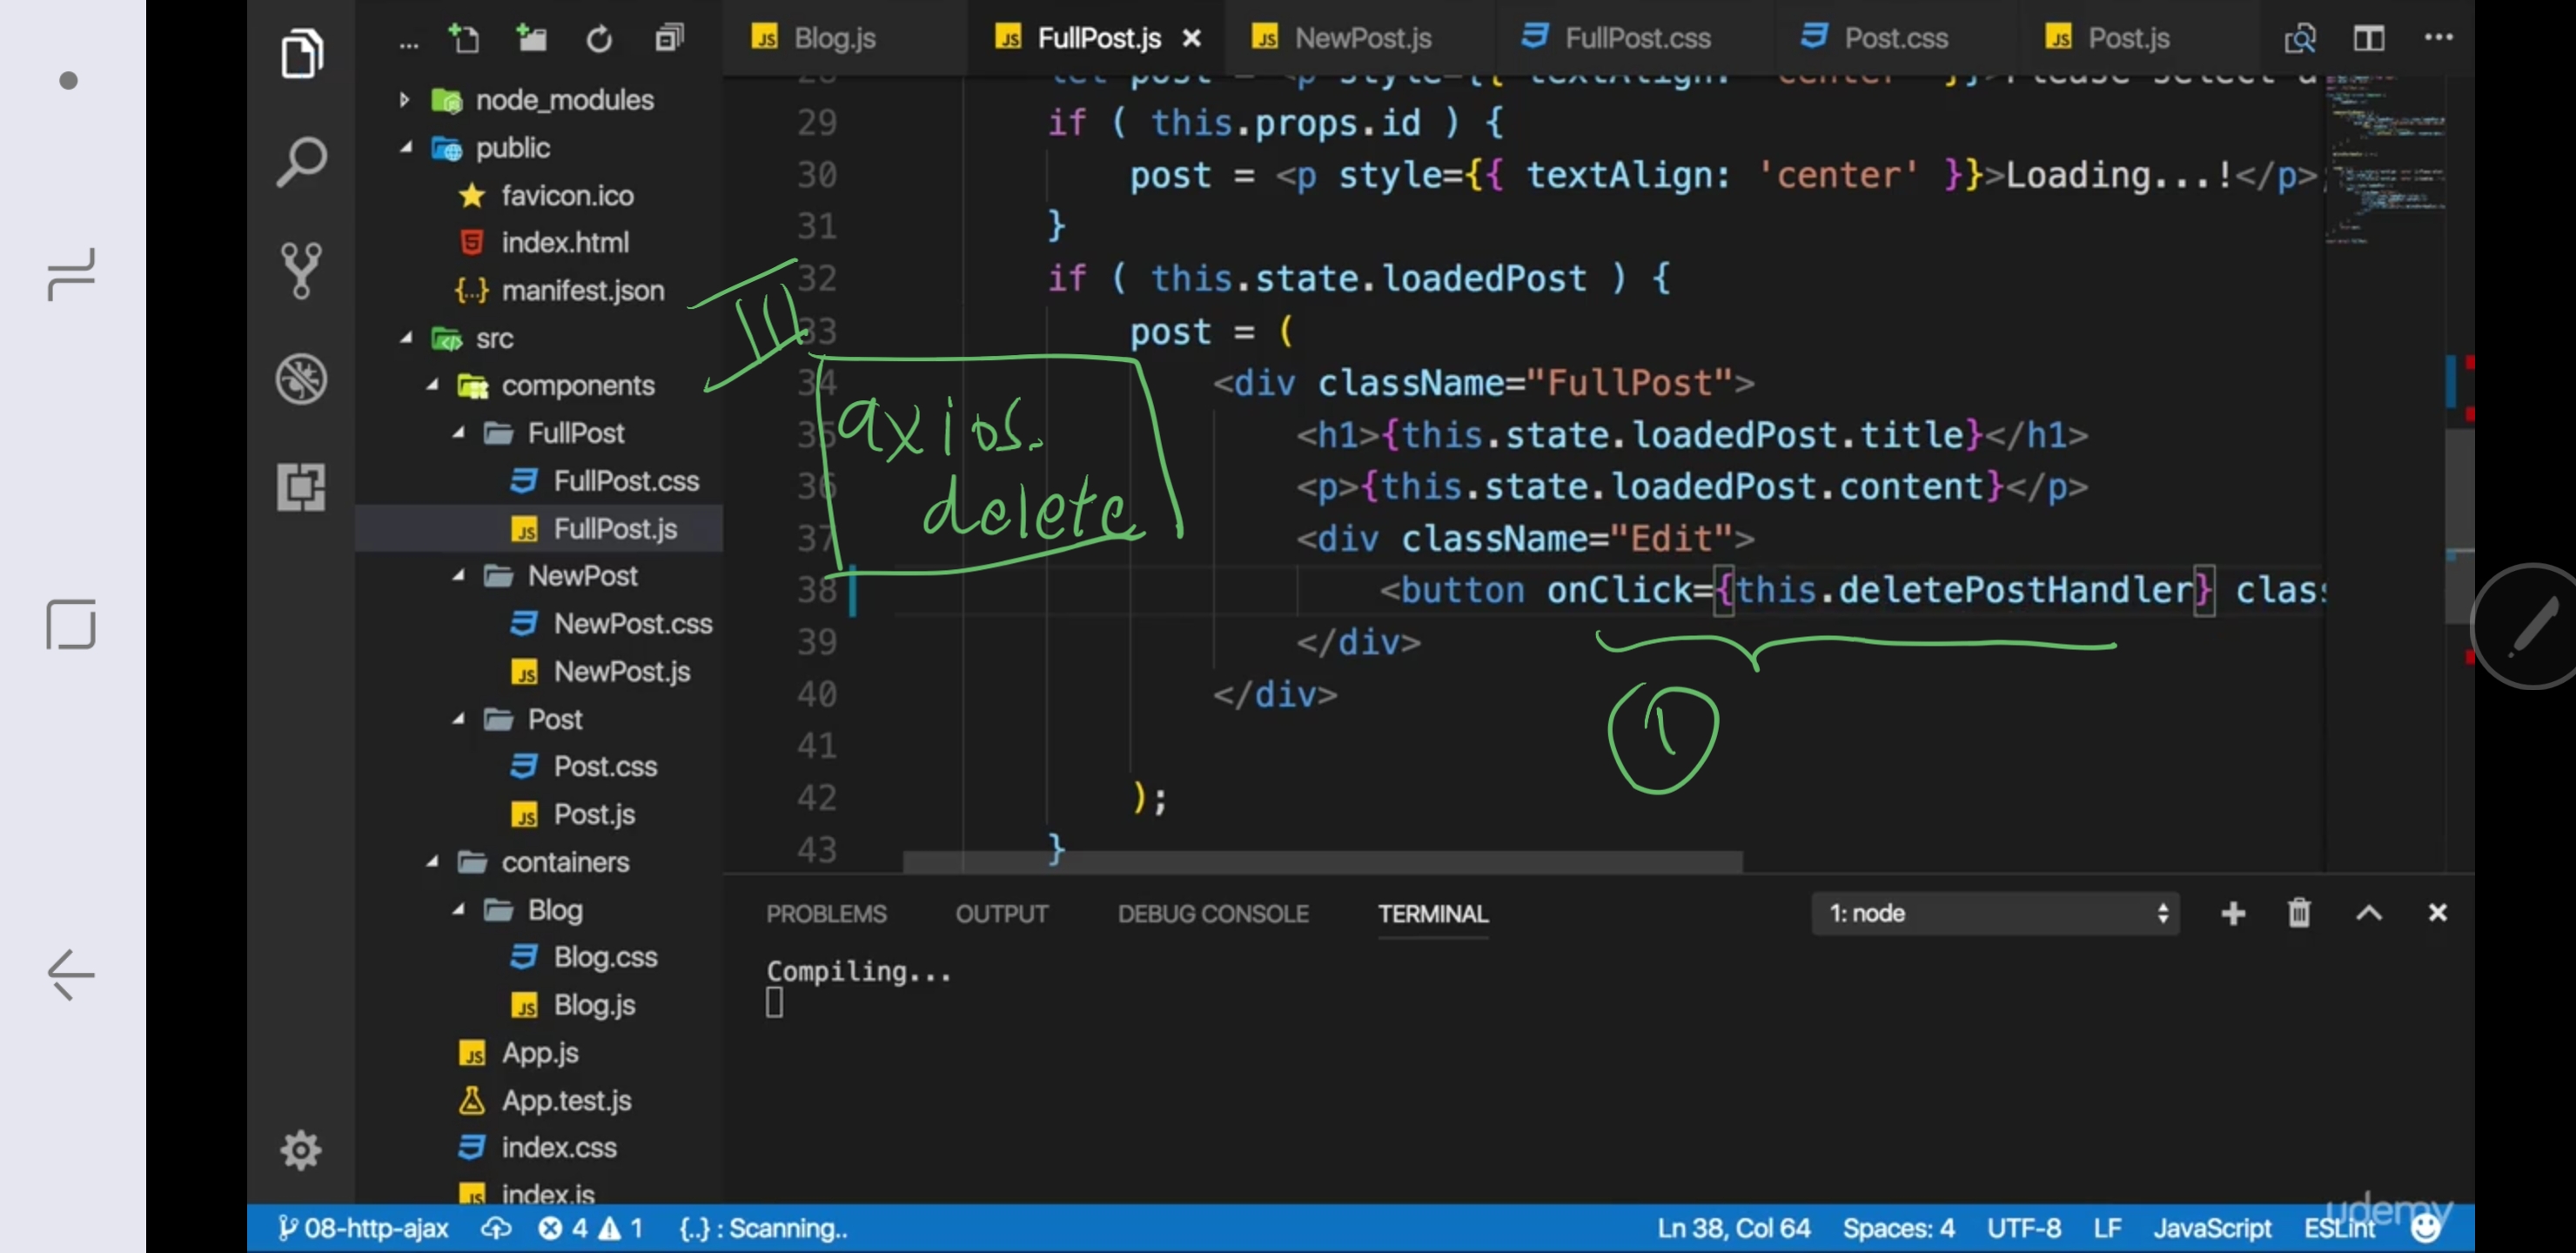 Blog.js
FullPost.js
NewPost.js
FullPost.css
Post.css
Post.js
node_modules
public
favicon.ico
index.html
manifest.json
src
components
FullPost
FullPost.css
FullPost.js
NewPost
NewPost.css
NewPost.js
Post
Post.css
Post.js
containers
Blog
Blog.css
Blog.js
App.js
App.test.js
index.css
index.js
28 let post = <p style={{ textAlign: 'center' }}>Please select a
29 if ( this.props.id ) {
30 post = <p style={{ textAlign: 'center' }}>Loading...!</p>
31 }
32 if ( this.state.loadedPost ) {
33 post = (
34 <div className="FullPost">
35 <h1>{this.state.loadedPost.title}</h1>
36 <p>{this.state.loadedPost.content}</p>
37 <div className="Edit">
38 <button onClick={this.deletePostHandler} clas
39 </div>
40 </div>
41
42 );
43 }
III
axios.
delete
1
PROBLEMS OUTPUT DEBUG CONSOLE TERMINAL 1: node
Compiling...
udemy
08-http-ajax 4 1 {..} : Scanning.. Ln 38, Col 64 Spaces: 4 UTF-8 LF JavaScript ESLint